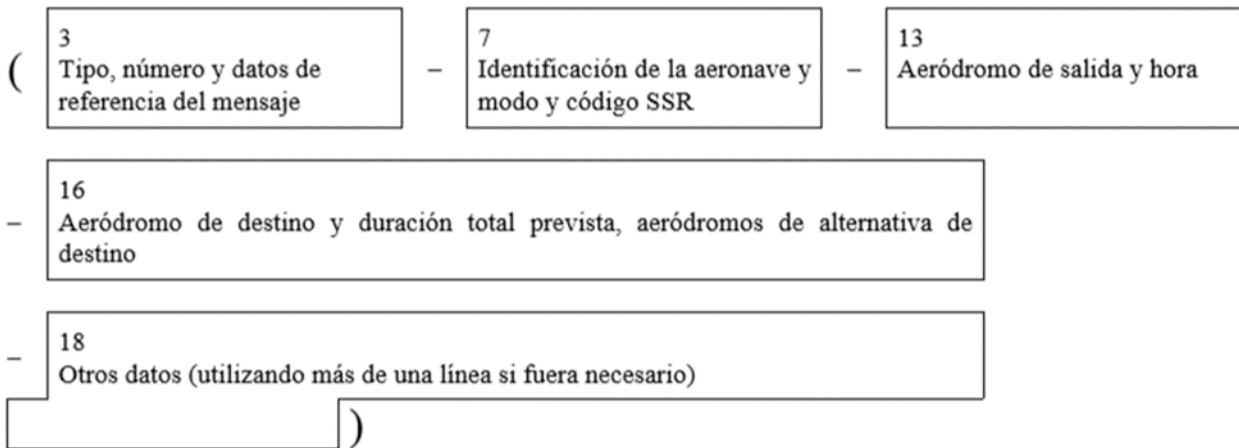 ( 3 – 7 – 13
Tipo, número y datos de Identificación de la aeronave y Aeródromo de salida y hora
referencia del mensaje modo y código SSR
– 16
Aeródromo de destino y duración total prevista, aeródromos de alternativa de
destino
– 18
Otros datos (utilizando más de una línea si fuera necesario)
)